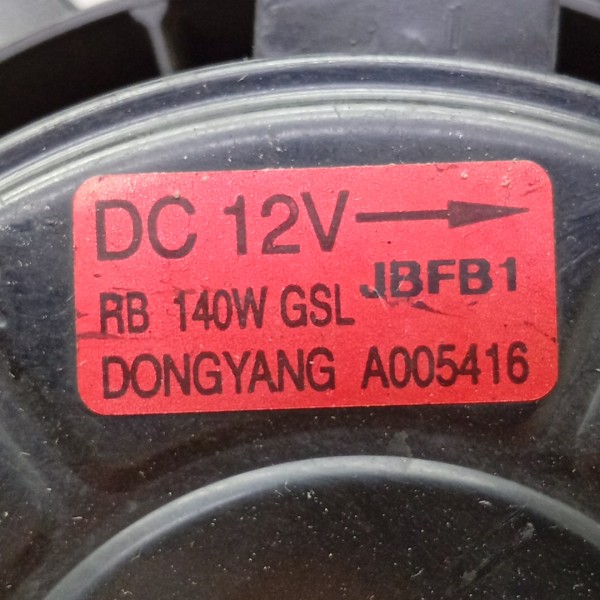 DC 12V
JBFB1
RB 140W GSL
DONGYANG A005416